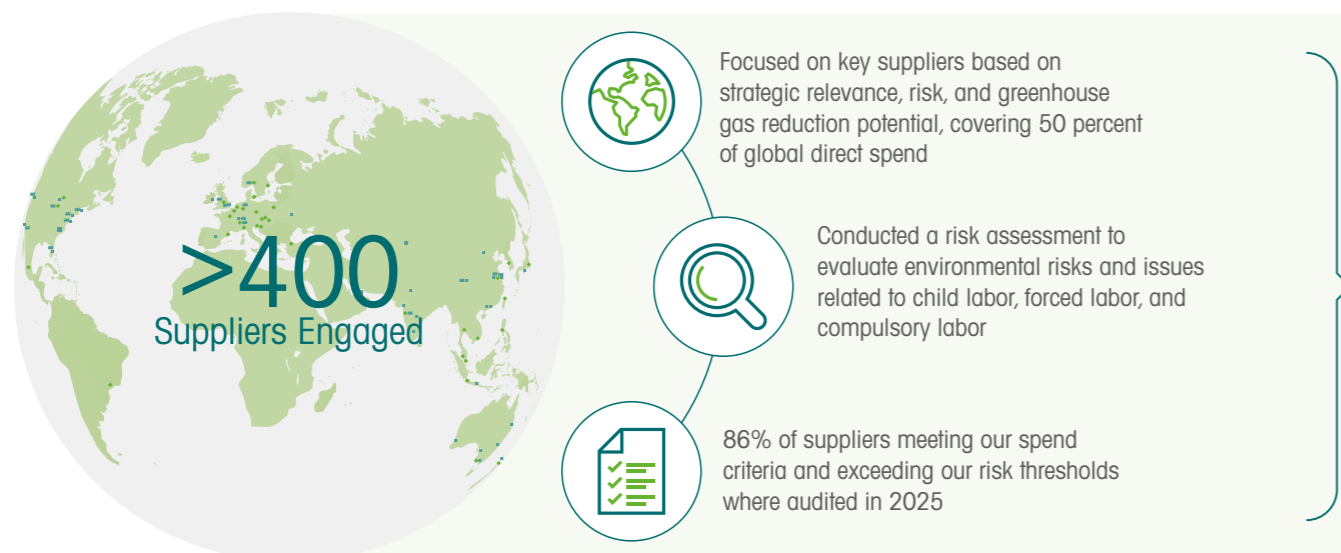 >400
Suppliers Engaged
Focused on key suppliers based on
strategic relevance, risk, and greenhouse
gas reduction potential, covering 50 percent
of global direct spend
Conducted a risk assessment to
evaluate environmental risks and issues
related to child labor, forced labor, and
compulsory labor
86% of suppliers meeting our spend
criteria and exceeding our risk thresholds
where audited in 2025